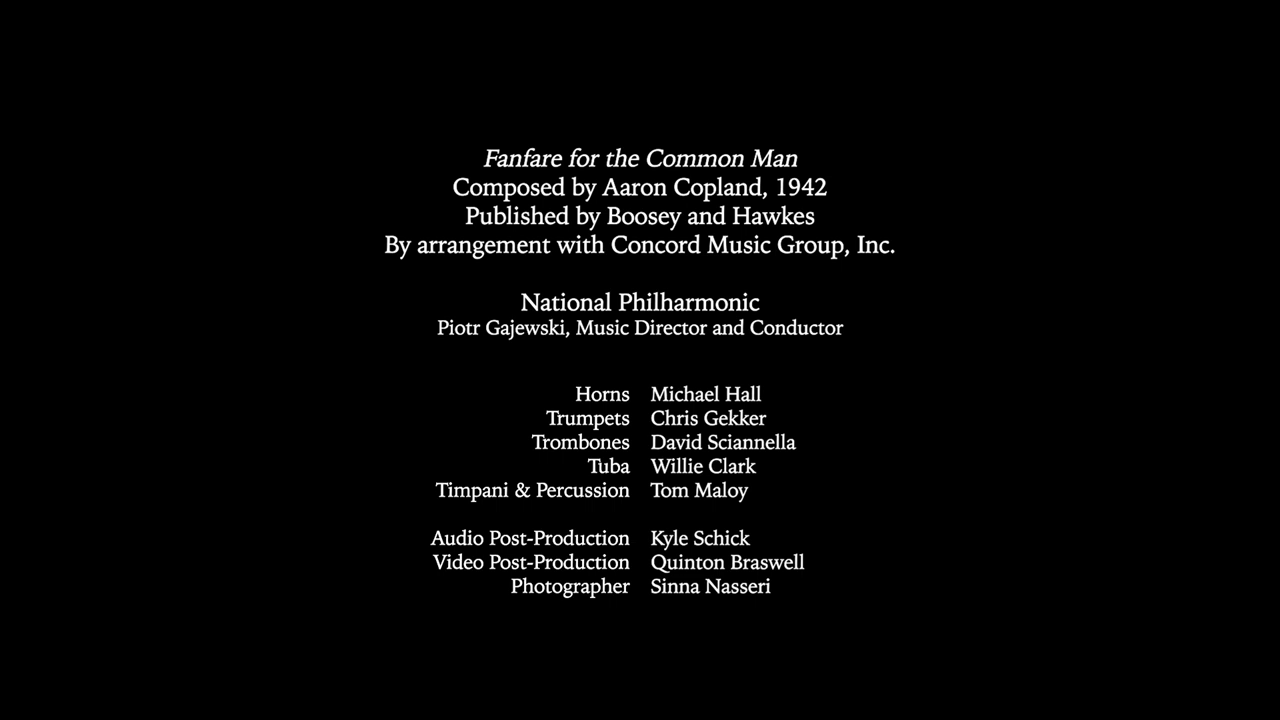 Fanfare for the Common Man
Composed by Aaron Copland, 1942
Published by Boosey and Hawkes
By arrangement with Concord Music Group, Inc.
National Philharmonic
Piotr Gajewski, Music Director and Conductor
Horns Michael Hall
Trumpets Chris Gekker
Trombones David Sciannella
Tuba Willie Clark
Timpani & Percussion Tom Maloy
Audio Post-Production Kyle Schick
Video Post-Production Quinton Braswell
Photographer Sinna Nasseri